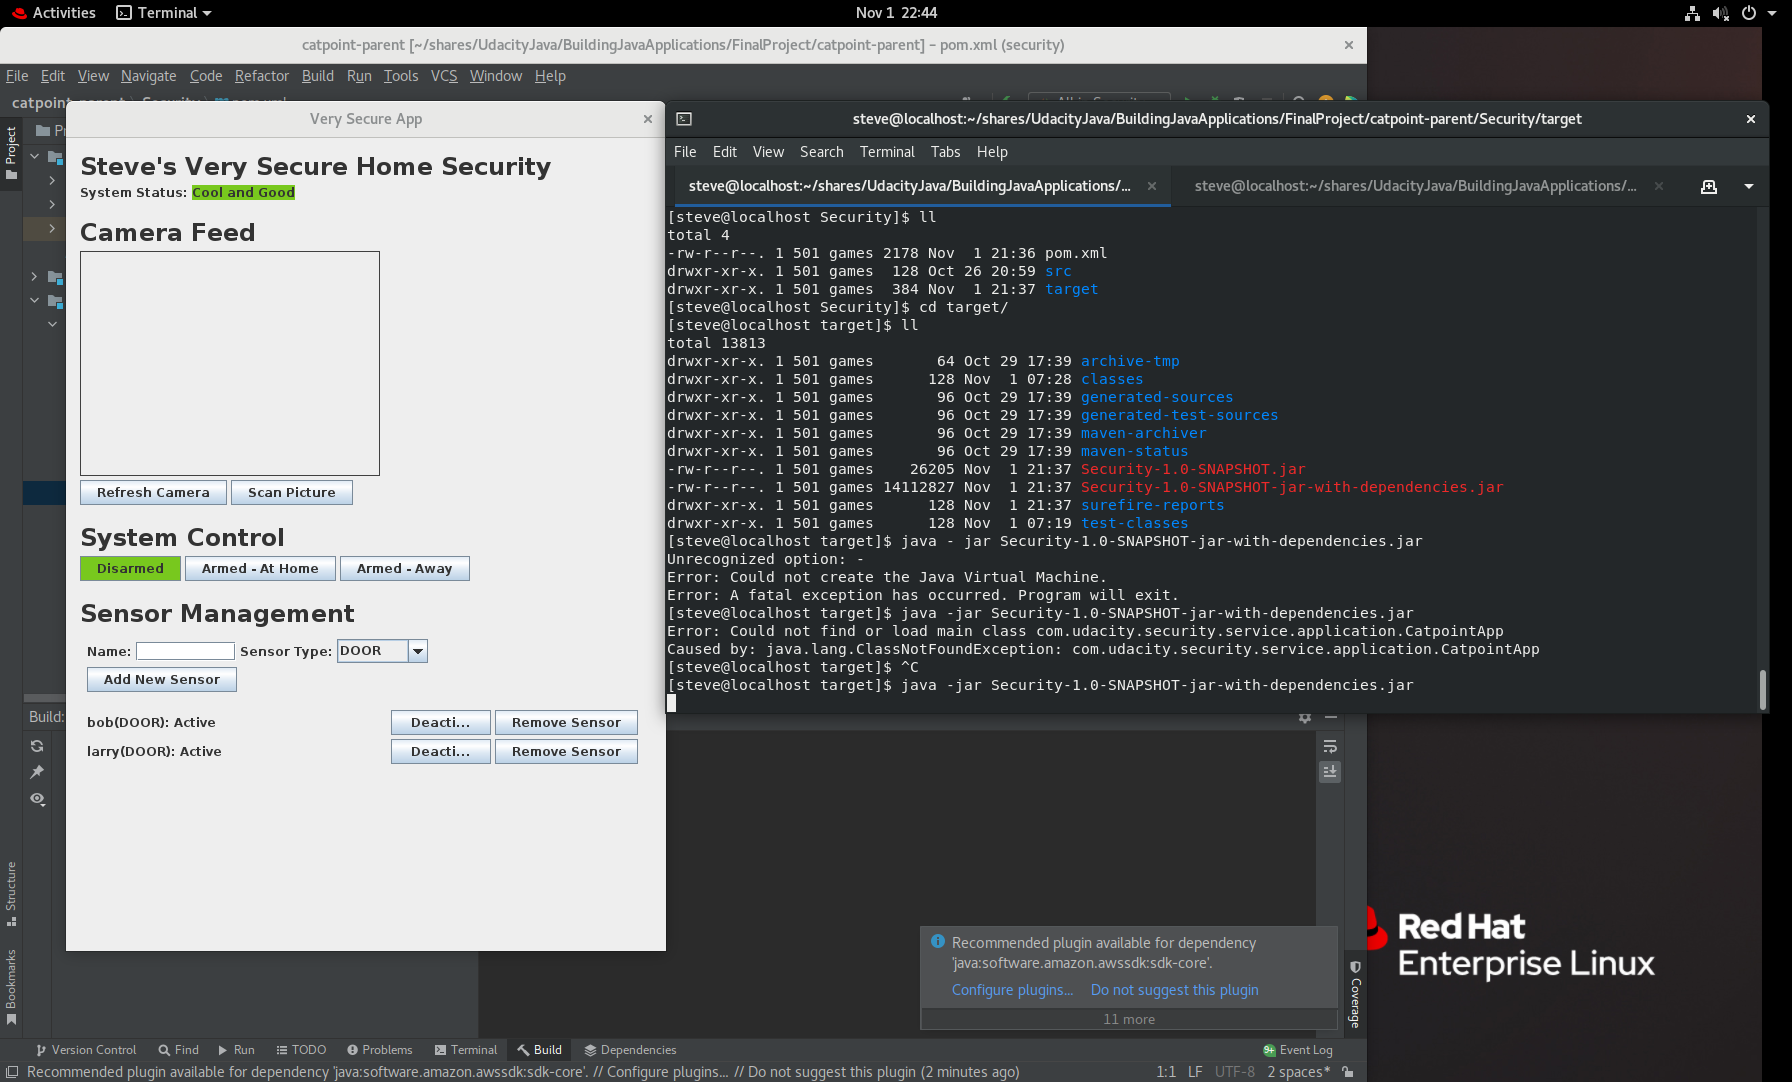 Activities
Terminal
Nov 1 22:44
catpoint-parent [~/shares/UdacityJava/BuildingJavaApplications/FinalProject/catpoint-parent] – pom.xml (security)
File Edit View Navigate Code Refactor Build Run Tools VCS Window Help
Project
Very Secure App
Steve's Very Secure Home Security
System Status: Cool and Good
Camera Feed
Refresh Camera
Scan Picture
System Control
Disarmed
Armed - At Home
Armed - Away
Sensor Management
Name:
Sensor Type: DOOR
Add New Sensor
bob(DOOR): Active
Deacti...
Remove Sensor
larry(DOOR): Active
Deacti...
Remove Sensor
steve@localhost:~/shares/UdacityJava/BuildingJavaApplications/FinalProject/catpoint-parent/Security/target
File Edit View Search Terminal Tabs Help
steve@localhost:~/shares/UdacityJava/BuildingJavaApplications/...
steve@localhost:~/shares/UdacityJava/BuildingJavaApplications/...
[steve@localhost Security]$ ll
total 4
-rw-r--r--. 1 501 games 2178 Nov  1 21:36 pom.xml
drwxr-xr-x. 1 501 games  128 Oct 26 20:59 src
drwxr-xr-x. 1 501 games  384 Nov  1 21:37 target
[steve@localhost Security]$ cd target/
[steve@localhost target]$ ll
total 13813
drwxr-xr-x. 1 501 games       64 Oct 29 17:39 archive-tmp
drwxr-xr-x. 1 501 games      128 Nov  1 07:28 classes
drwxr-xr-x. 1 501 games       96 Oct 29 17:39 generated-sources
drwxr-xr-x. 1 501 games       96 Oct 29 17:39 generated-test-sources
drwxr-xr-x. 1 501 games       96 Oct 29 17:39 maven-archiver
drwxr-xr-x. 1 501 games       96 Oct 29 17:39 maven-status
-rw-r--r--. 1 501 games    26205 Nov  1 21:37 Security-1.0-SNAPSHOT.jar
-rw-r--r--. 1 501 games 14112827 Nov  1 21:37 Security-1.0-SNAPSHOT-jar-with-dependencies.jar
drwxr-xr-x. 1 501 games      128 Nov  1 21:37 surefire-reports
drwxr-xr-x. 1 501 games      128 Nov  1 07:19 test-classes
[steve@localhost target]$ java - jar Security-1.0-SNAPSHOT-jar-with-dependencies.jar
Unrecognized option: -
Error: Could not create the Java Virtual Machine.
Error: A fatal exception has occurred. Program will exit.
[steve@localhost target]$ java -jar Security-1.0-SNAPSHOT-jar-with-dependencies.jar
Error: Could not find or load main class com.udacity.security.service.application.CatpointApp
Caused by: java.lang.ClassNotFoundException: com.udacity.security.service.application.CatpointApp
[steve@localhost target]$ ^C
[steve@localhost target]$ java -jar Security-1.0-SNAPSHOT-jar-with-dependencies.jar
Build:
Structure
Bookmarks
Recommended plugin available for dependency
'java:software.amazon.awssdk:sdk-core'.
Configure plugins... Do not suggest this plugin
11 more
Coverage
Red Hat
Enterprise Linux
Version Control Find Run TODO Problems Terminal Build Dependencies
9+ Event Log
Recommended plugin available for dependency 'java:software.amazon.awssdk:sdk-core'. // Configure plugins... // Do not suggest this plugin (2 minutes ago)
1:1 LF UTF-8 2 spaces*